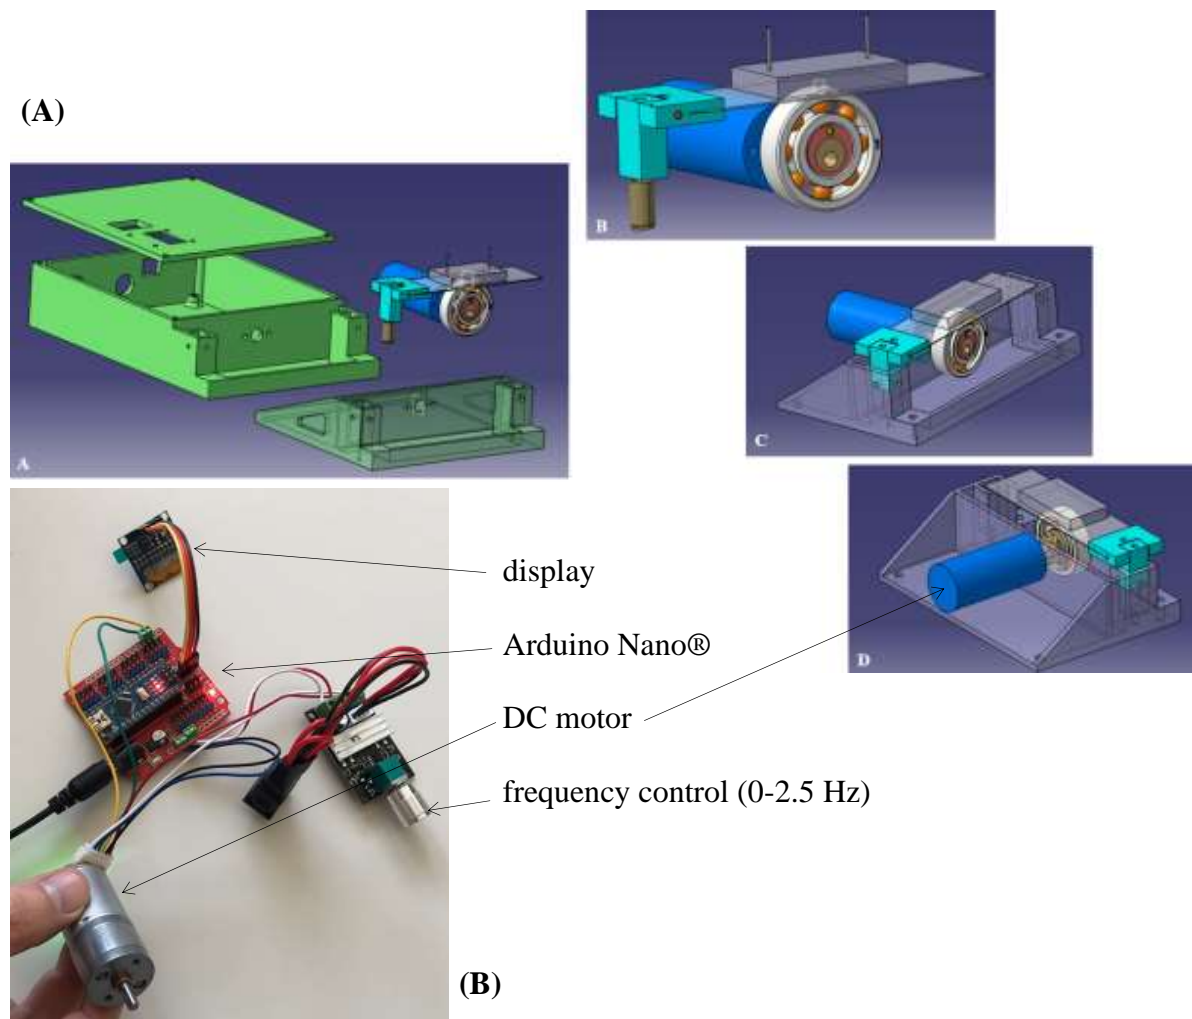 (A)
B
A
C
D
display
Arduino Nano®
DC motor
frequency control (0-2.5 Hz)
(B)